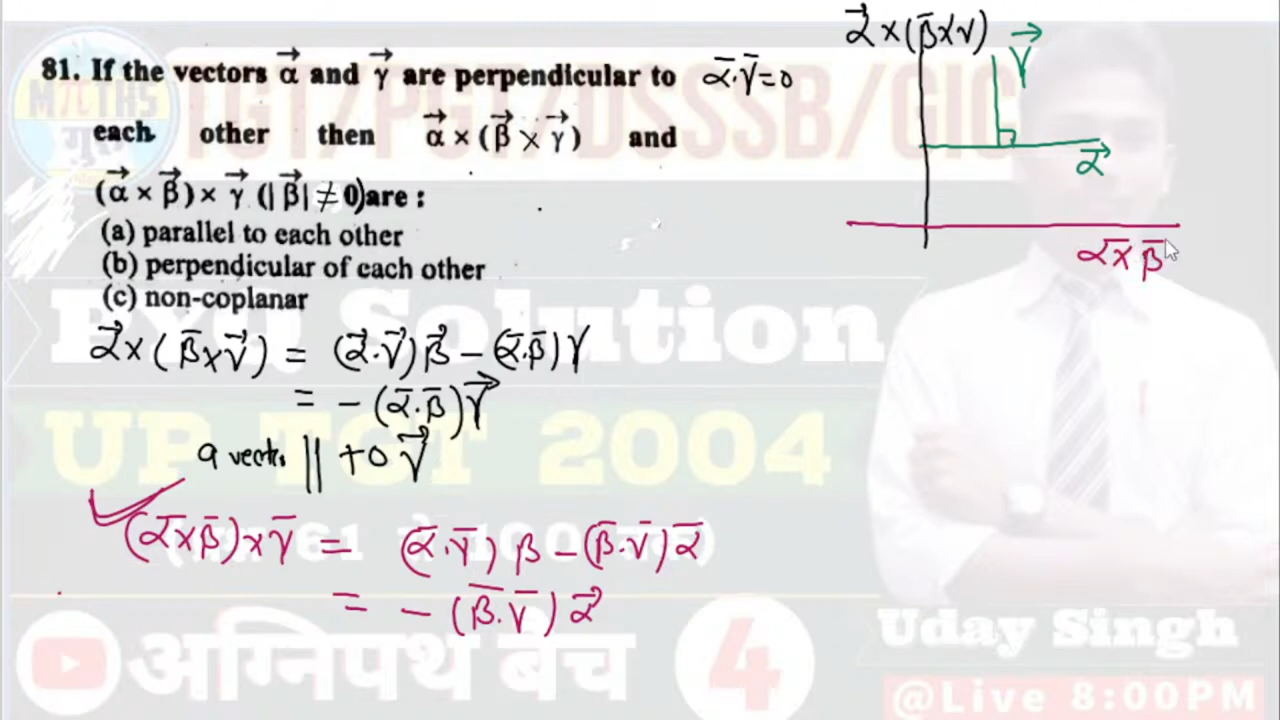 81. If the vectors α⃗ and γ⃗ are perpendicular to
each other then α⃗ × (β⃗ × γ⃗) and
(α⃗ × β⃗) × γ⃗ (|β⃗| ≠ 0) are :
(a) parallel to each other
(b) perpendicular of each other
(c) non-coplanar
ᾱ.γ̄=0
α⃗ × (β̄ × γ)
γ⃗
α⃗
ᾱ × β̄
α⃗ × (β̄ × γ⃗) = (α⃗.γ⃗)β⃗ − (ᾱ.β̄)γ
= − (ᾱ.β̄)γ⃗
a vect. || to γ⃗
(ᾱ×β̄)×γ̄ = (ᾱ.γ̄)β − (β̄.γ̄)ᾱ
= − (β̄.γ̄)α⃗
MπTHS
गुरु
TGT/PGT/DSSSB/GIC
PYQ Solution
UP TGT 2004
अग्निपथ बैच 4
Uday Singh
@Live 8:00PM